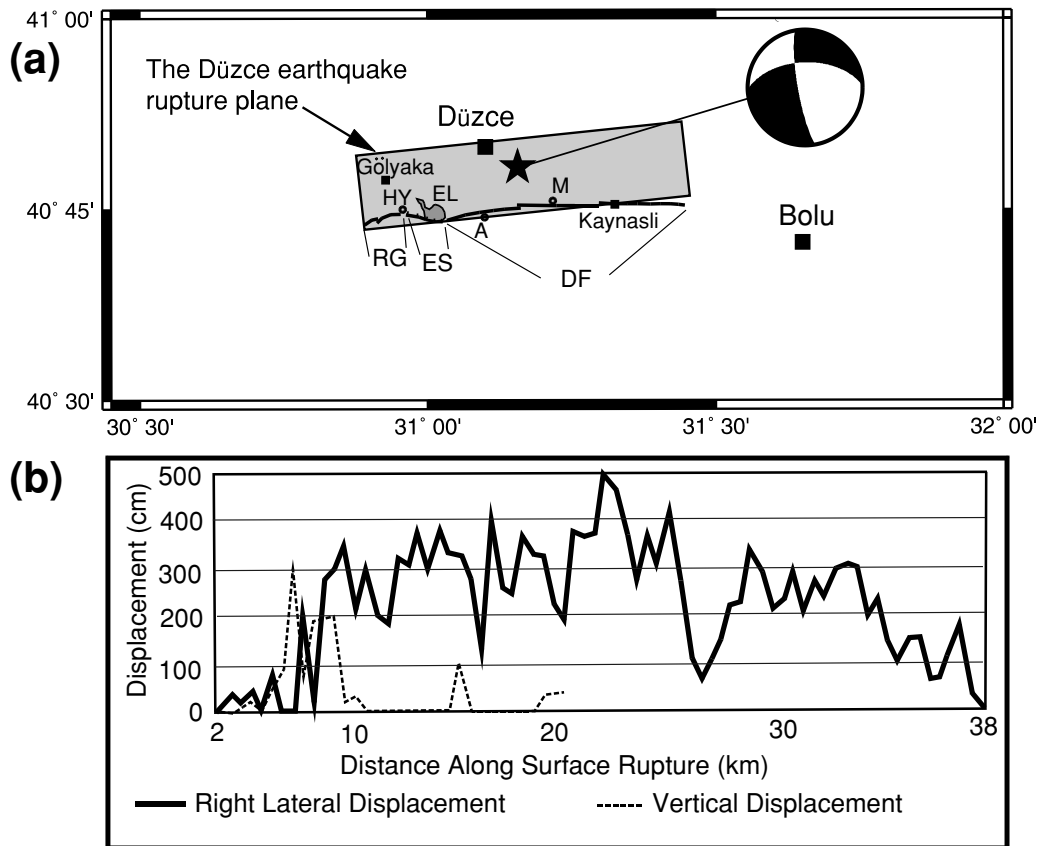 (a)
41° 00'
The Düzce earthquake
rupture plane
Düzce
Gölyaka
HY
EL
M
40° 45'
Kaynasli
A
Bolu
RG
ES
DF
40° 30'
30° 30'
31° 00'
31° 30'
32° 00'
(b)
Displacement (cm)
500
400
300
200
100
0
2
10
20
30
38
Distance Along Surface Rupture (km)
Right Lateral Displacement
Vertical Displacement